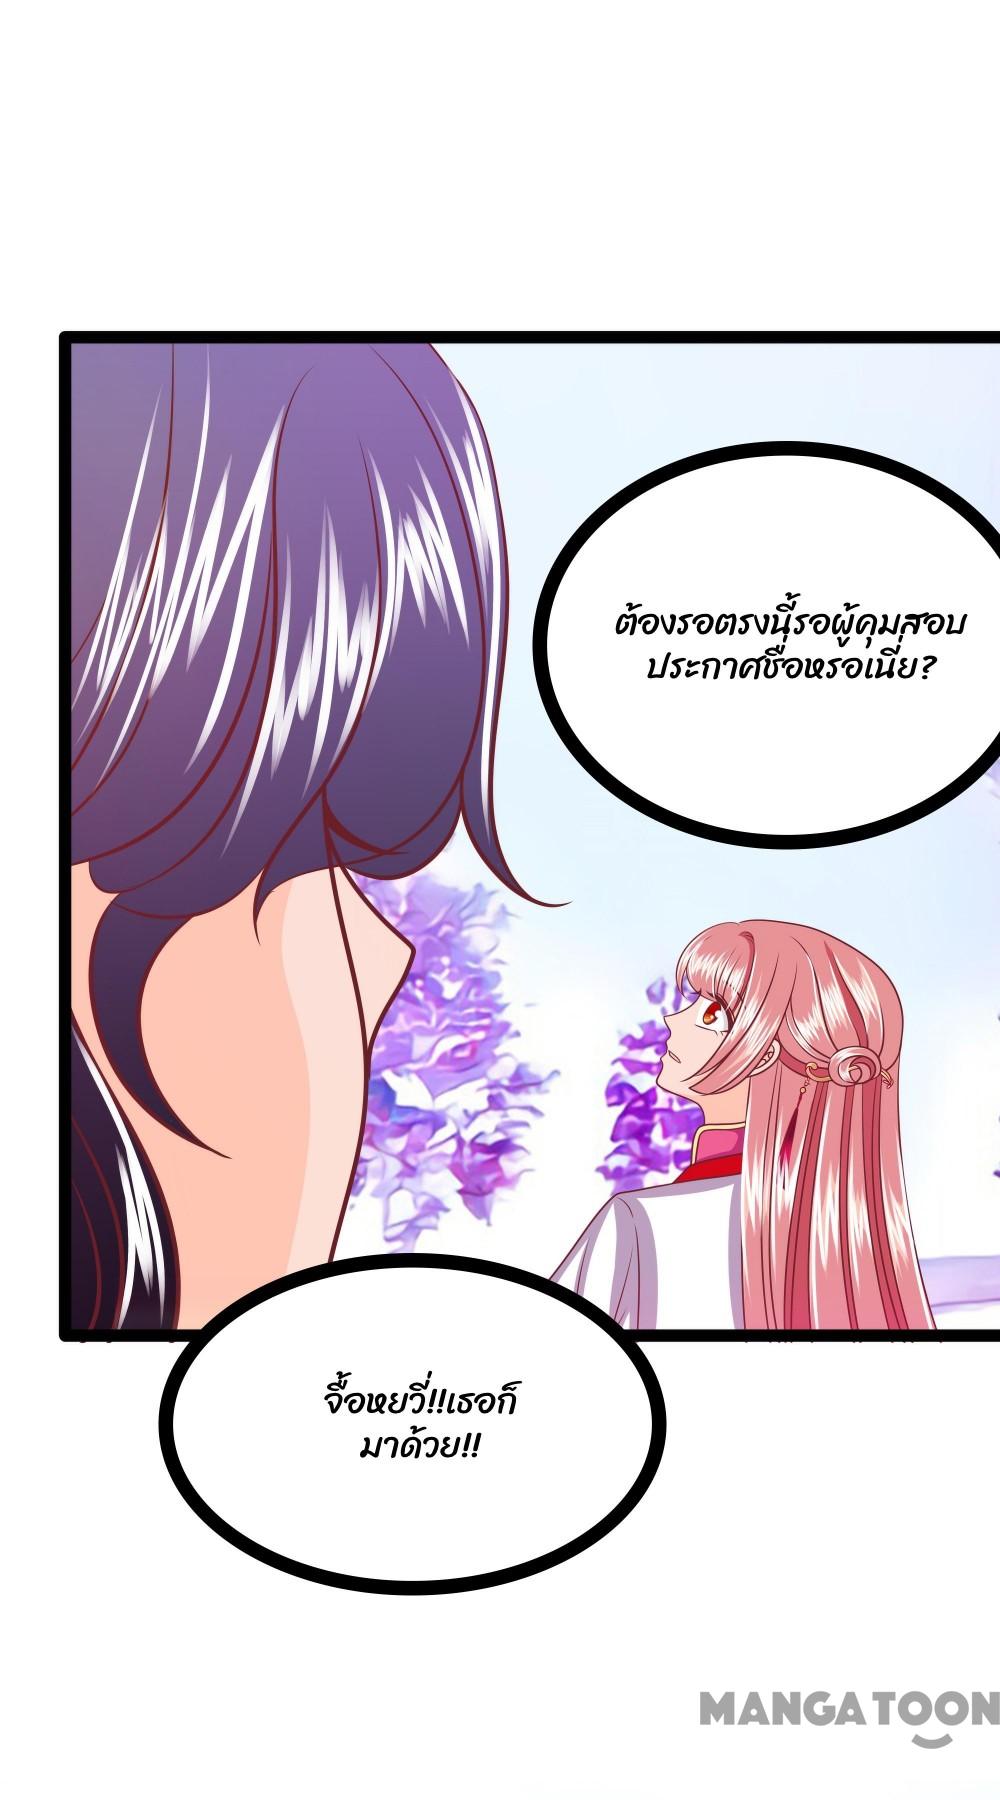 ต้องรอตรงนี้รอผู้คุมสอบ
ประกาศชื่อหรอเนี่ย?
จื้อหยวี่!!เธอก็
มาด้วย!!
MANGATOON